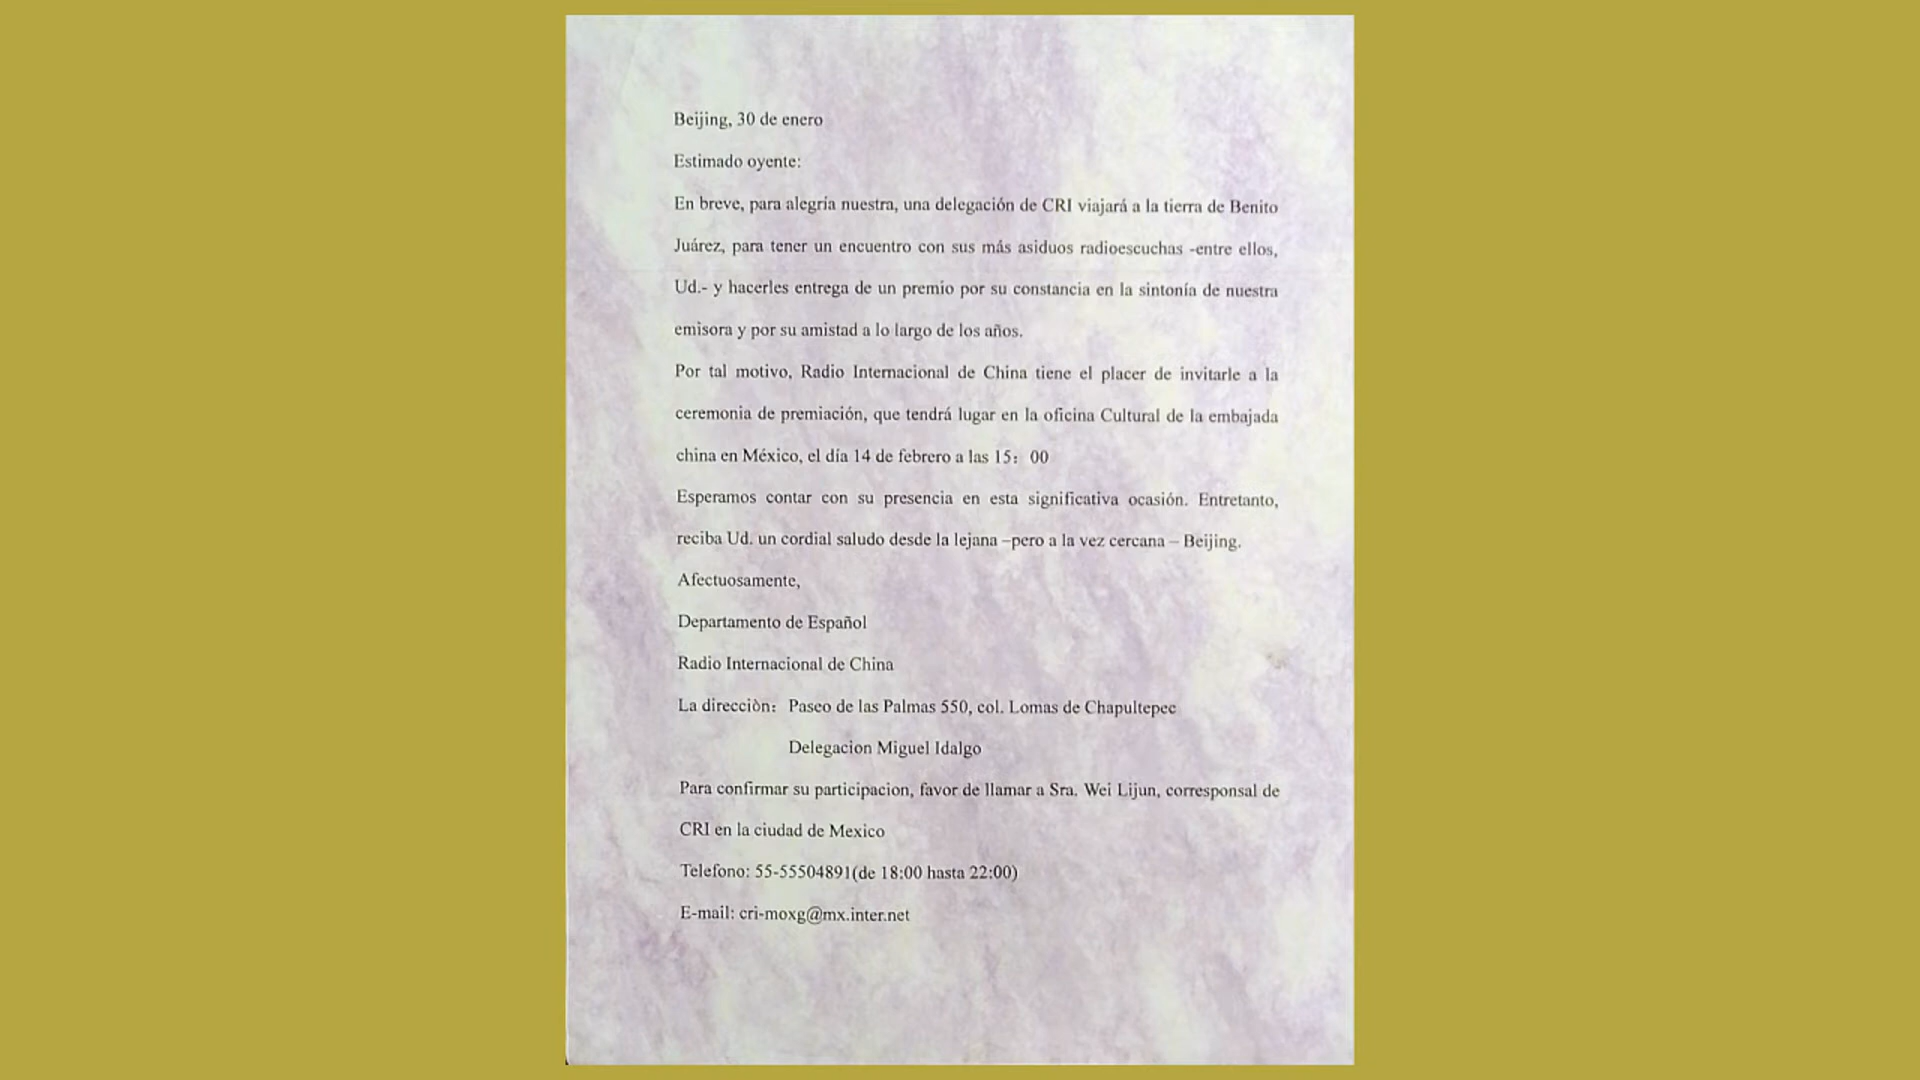 Beijing, 30 de enero
Estimado oyente:
En breve, para alegría nuestra, una delegación de CRI viajará a la tierra de Benito
Juárez, para tener un encuentro con sus más asiduos radioescuchas -entre ellos,
Ud.- y hacerles entrega de un premio por su constancia en la sintonía de nuestra
emisora y por su amistad a lo largo de los años.
Por tal motivo, Radio Internacional de China tiene el placer de invitarle a la
ceremonia de premiación, que tendrá lugar en la oficina Cultural de la embajada
china en México, el día 14 de febrero a las 15: 00
Esperamos contar con su presencia en esta significativa ocasión. Entretanto,
reciba Ud. un cordial saludo desde la lejana –pero a la vez cercana – Beijing.
Afectuosamente,
Departamento de Español
Radio Internacional de China
La direcciòn: Paseo de las Palmas 550, col. Lomas de Chapultepec
Delegacion Miguel Idalgo
Para confirmar su participacion, favor de llamar a Sra. Wei Lijun, corresponsal de
CRI en la ciudad de Mexico
Telefono: 55-55504891(de 18:00 hasta 22:00)
E-mail: cri-moxg@mx.inter.net